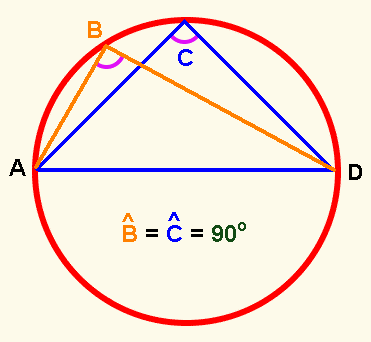 B
C
A
D
B̂ = Ĉ = 90°